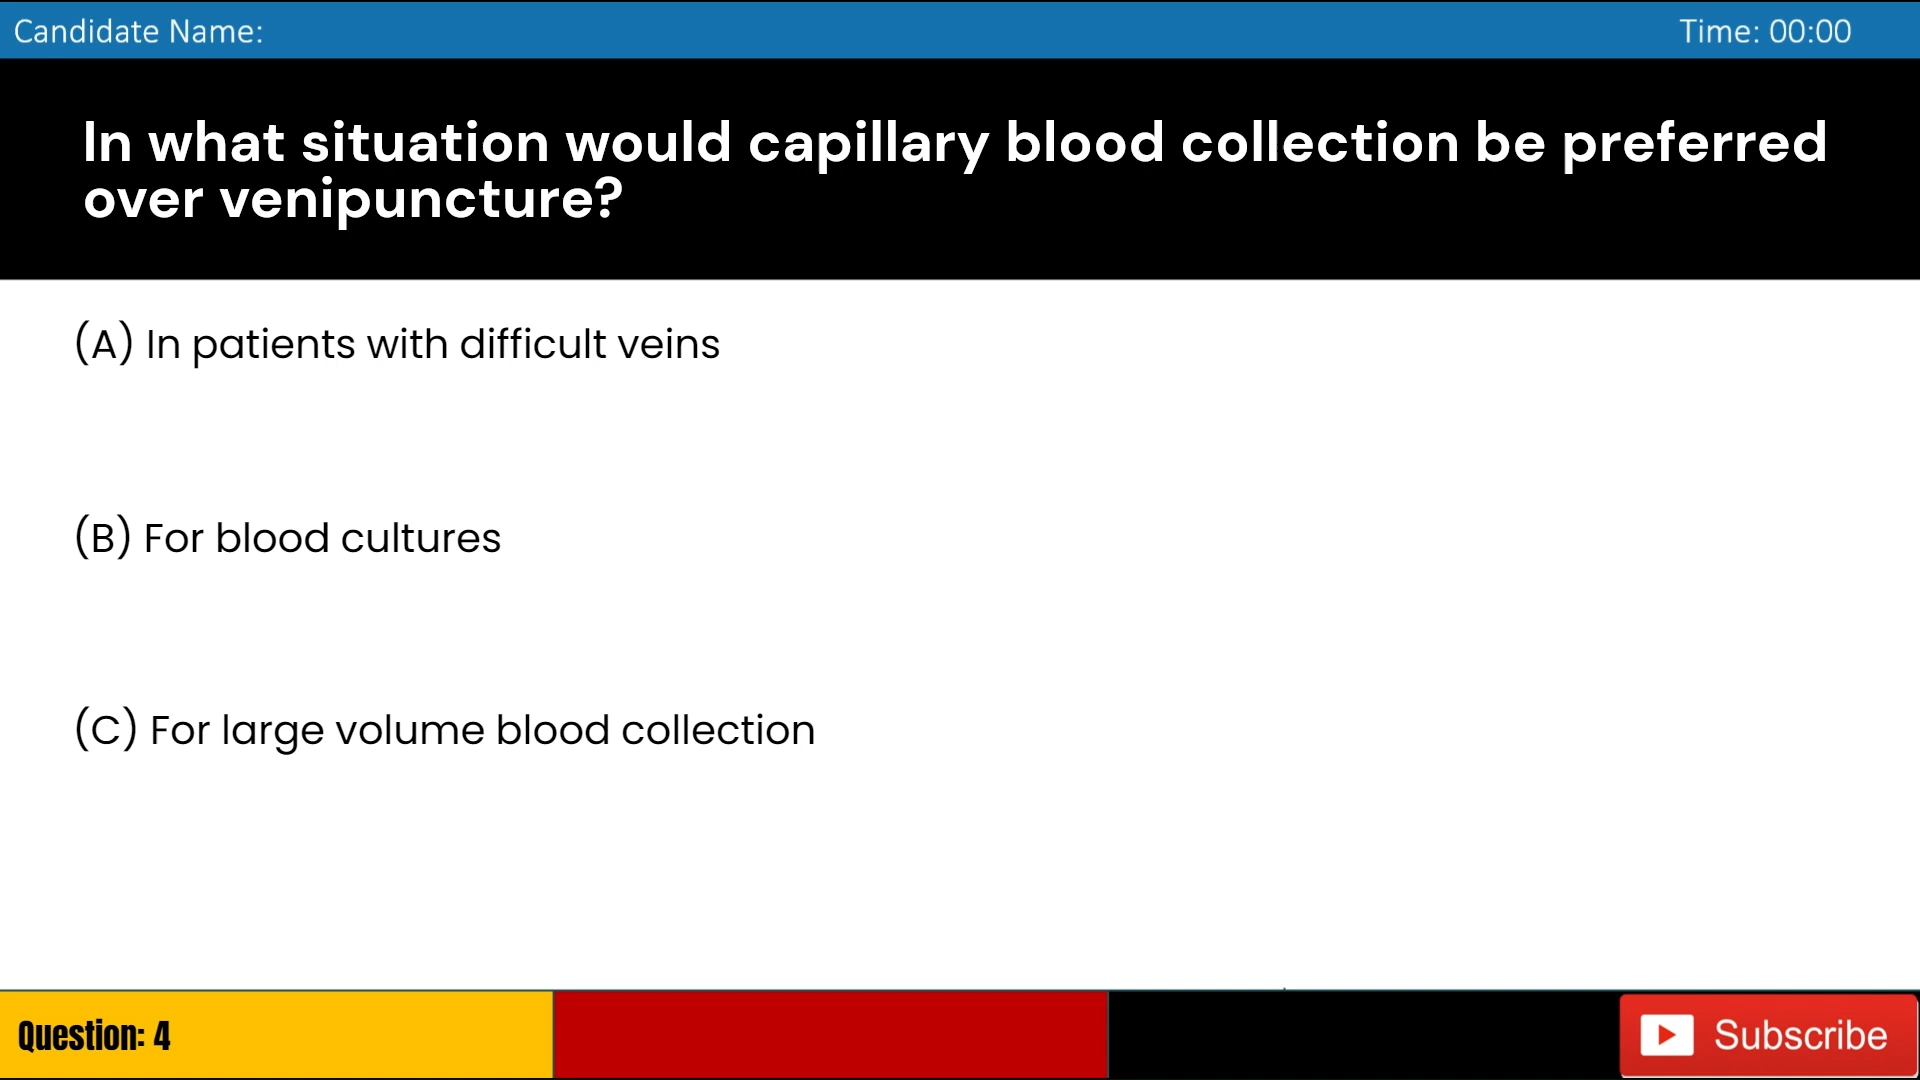 Candidate Name:
Time: 00:00
In what situation would capillary blood collection be preferred
over venipuncture?
(A) In patients with difficult veins
(B) For blood cultures
(C) For large volume blood collection
Question: 4
Subscribe